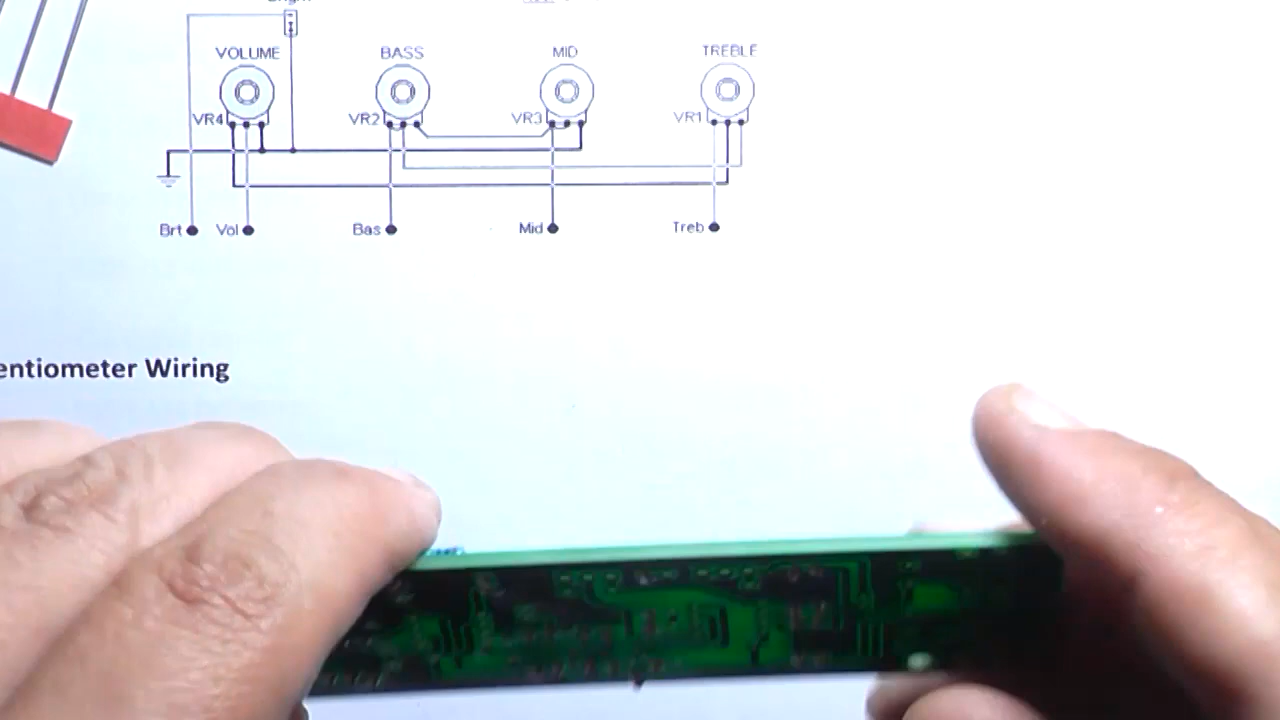 VOLUME BASS MID TREBLE
VR4 VR2 VR3 VR1
Brt Vol Bas Mid Treb
entiometer Wiring